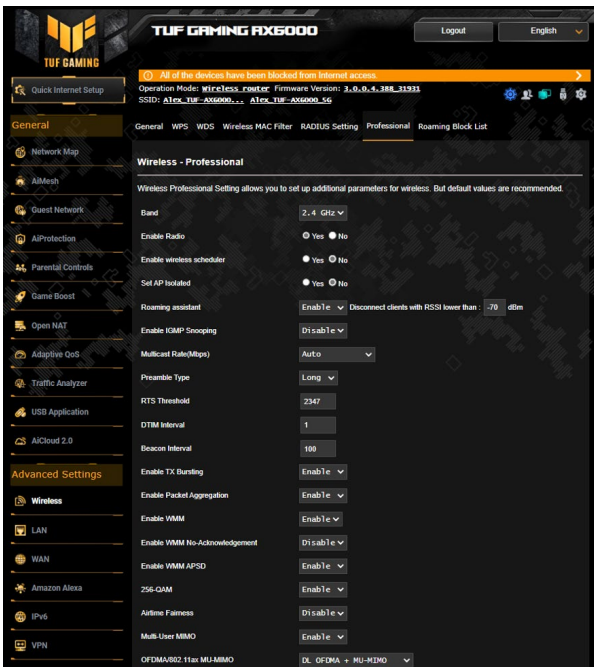 TUF GAMING AX6000
Logout
English
TUF GAMING
All of the devices have been blocked from Internet access.
Quick Internet Setup
Operation Mode: Wireless router Firmware Version: 3.0.0.4.388_31931
SSID: Alex_TUF-AX6000... Alex_TUF-AX6000_5G
General
General WPS WDS Wireless MAC Filter RADIUS Setting Professional Roaming Block List
Network Map
AiMesh
Guest Network
AiProtection
Parental Controls
Game Boost
Open NAT
Adaptive QoS
Traffic Analyzer
USB Application
AiCloud 2.0
Advanced Settings
Wireless
LAN
WAN
Amazon Alexa
IPv6
VPN
Wireless - Professional
Wireless Professional Setting allows you to set up additional parameters for wireless. But default values are recommended.
Band 2.4 GHz
Enable Radio Yes No
Enable wireless scheduler Yes No
Set AP Isolated Yes No
Roaming assistant Enable Disconnect clients with RSSI lower than : -70 dBm
Enable IGMP Snooping Disable
Multicast Rate(Mbps) Auto
Preamble Type Long
RTS Threshold 2347
DTIM Interval 1
Beacon Interval 100
Enable TX Bursting Enable
Enable Packet Aggregation Enable
Enable WMM Enable
Enable WMM No-Acknowledgement Disable
Enable WMM APSD Enable
256-QAM Enable
Airtime Fairness Disable
Multi-User MIMO Enable
OFDMA/802.11ax MU-MIMO DL OFDMA + MU-MIMO